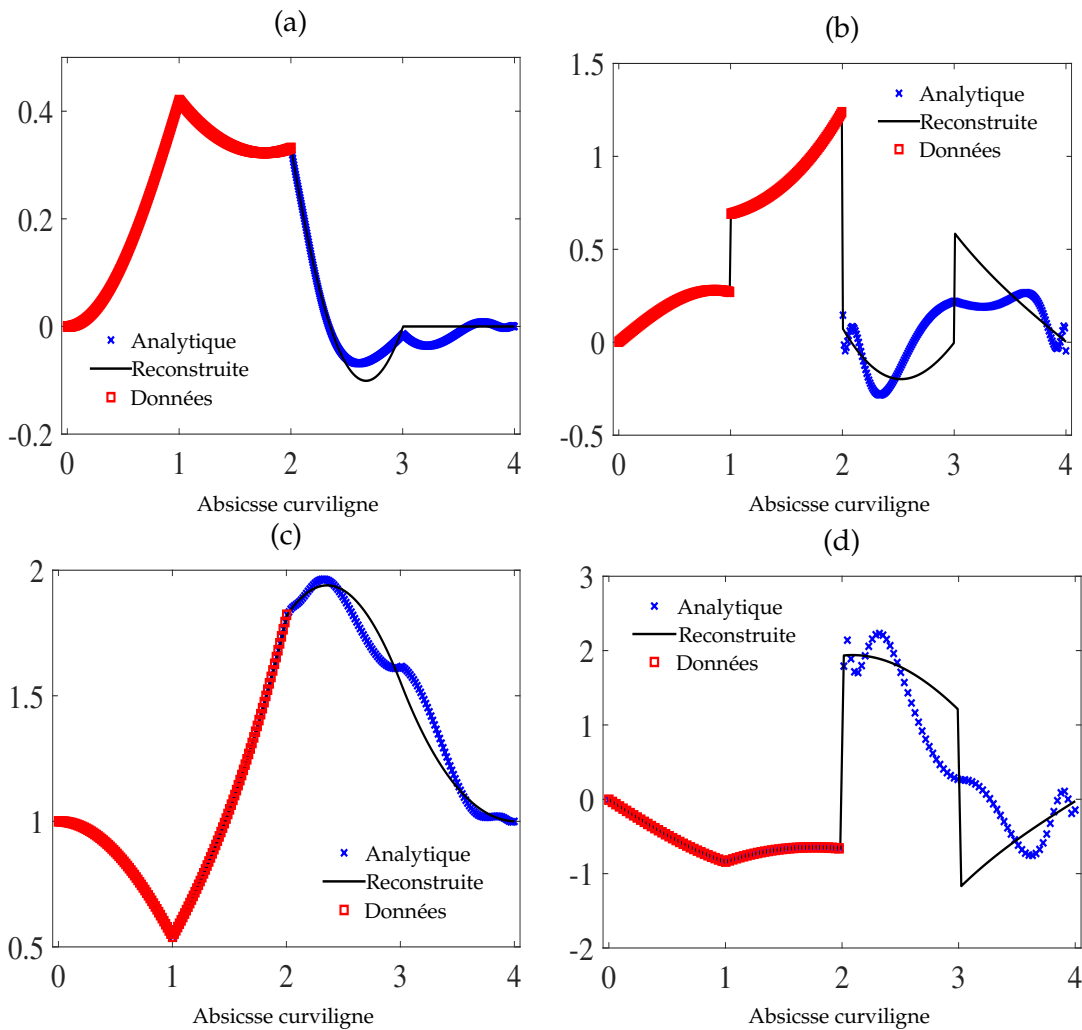 (a)
0.4
0.2
0
-0.2
Analytique
Reconstruite
Données
0 1 2 3 4
Absicsse curviligne
(b)
1.5
1
0.5
0
-0.5
Analytique
Reconstruite
Données
0 1 2 3 4
Absicsse curviligne
(c)
2
1
0.5
Analytique
Reconstruite
Données
0 1 2 3 4
Absicsse curviligne
(d)
3
2
1
0
-1
-2
Analytique
Reconstruite
Données
0 1 2 3 4
Absicsse curviligne